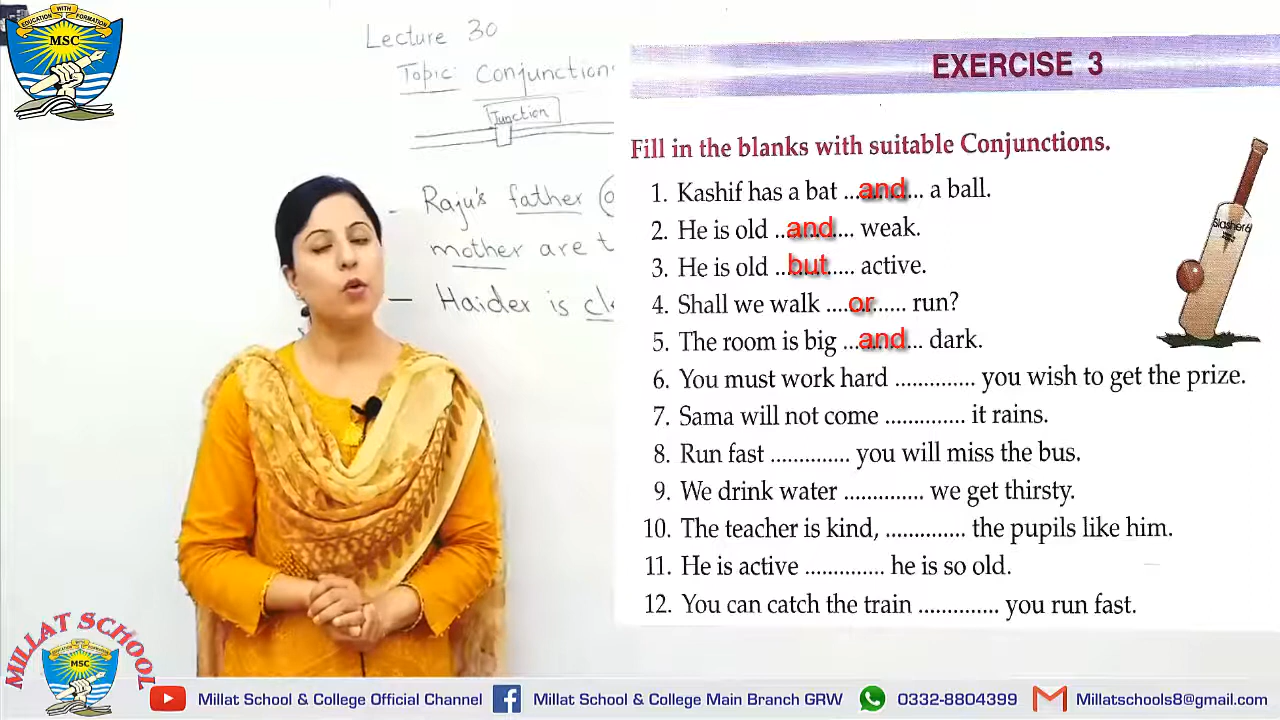 EDUCATION WITH FORMATION
MSC
Lecture 30
Topic: Conjunction
Junction
Raju's father
mother are
Haider is
EXERCISE 3
Fill in the blanks with suitable Conjunctions.
1. Kashif has a bat ...and... a ball.
2. He is old ...and... weak.
3. He is old ...but... active.
4. Shall we walk ...or... run?
5. The room is big ...and... dark.
6. You must work hard .............. you wish to get the prize.
7. Sama will not come .............. it rains.
8. Run fast .............. you will miss the bus.
9. We drink water .............. we get thirsty.
10. The teacher is kind, .............. the pupils like him.
11. He is active .............. he is so old.
12. You can catch the train .............. you run fast.
MILLAT SCHOOL
MSC
Millat School & College Official Channel
Millat School & College Main Branch GRW
0332-8804399
Millatschools8@gmail.com